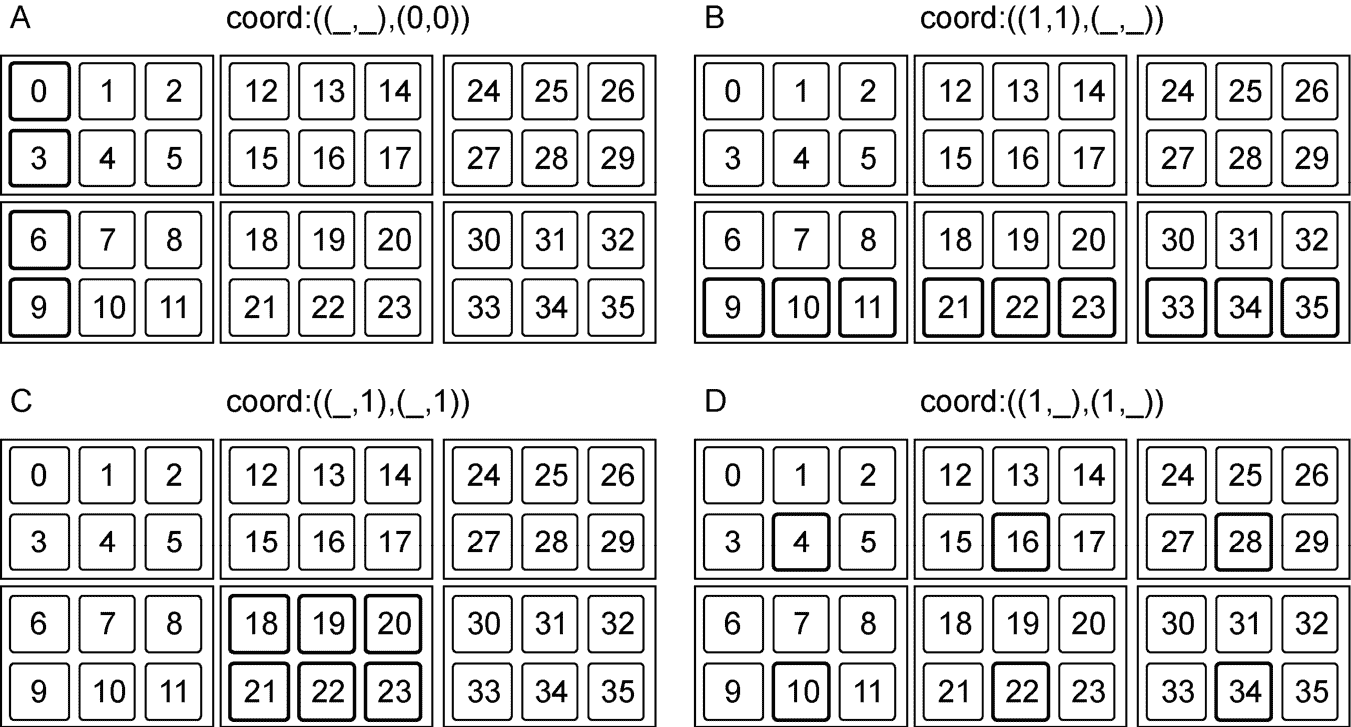 A coord:((_,_),(0,0))
0 1 2 12 13 14 24 25 26
3 4 5 15 16 17 27 28 29
6 7 8 18 19 20 30 31 32
9 10 11 21 22 23 33 34 35
B coord:((1,1),(_,_))
0 1 2 12 13 14 24 25 26
3 4 5 15 16 17 27 28 29
6 7 8 18 19 20 30 31 32
9 10 11 21 22 23 33 34 35
C coord:((_,1),(_,1))
0 1 2 12 13 14 24 25 26
3 4 5 15 16 17 27 28 29
6 7 8 18 19 20 30 31 32
9 10 11 21 22 23 33 34 35
D coord:((1,_),(1,_))
0 1 2 12 13 14 24 25 26
3 4 5 15 16 17 27 28 29
6 7 8 18 19 20 30 31 32
9 10 11 21 22 23 33 34 35